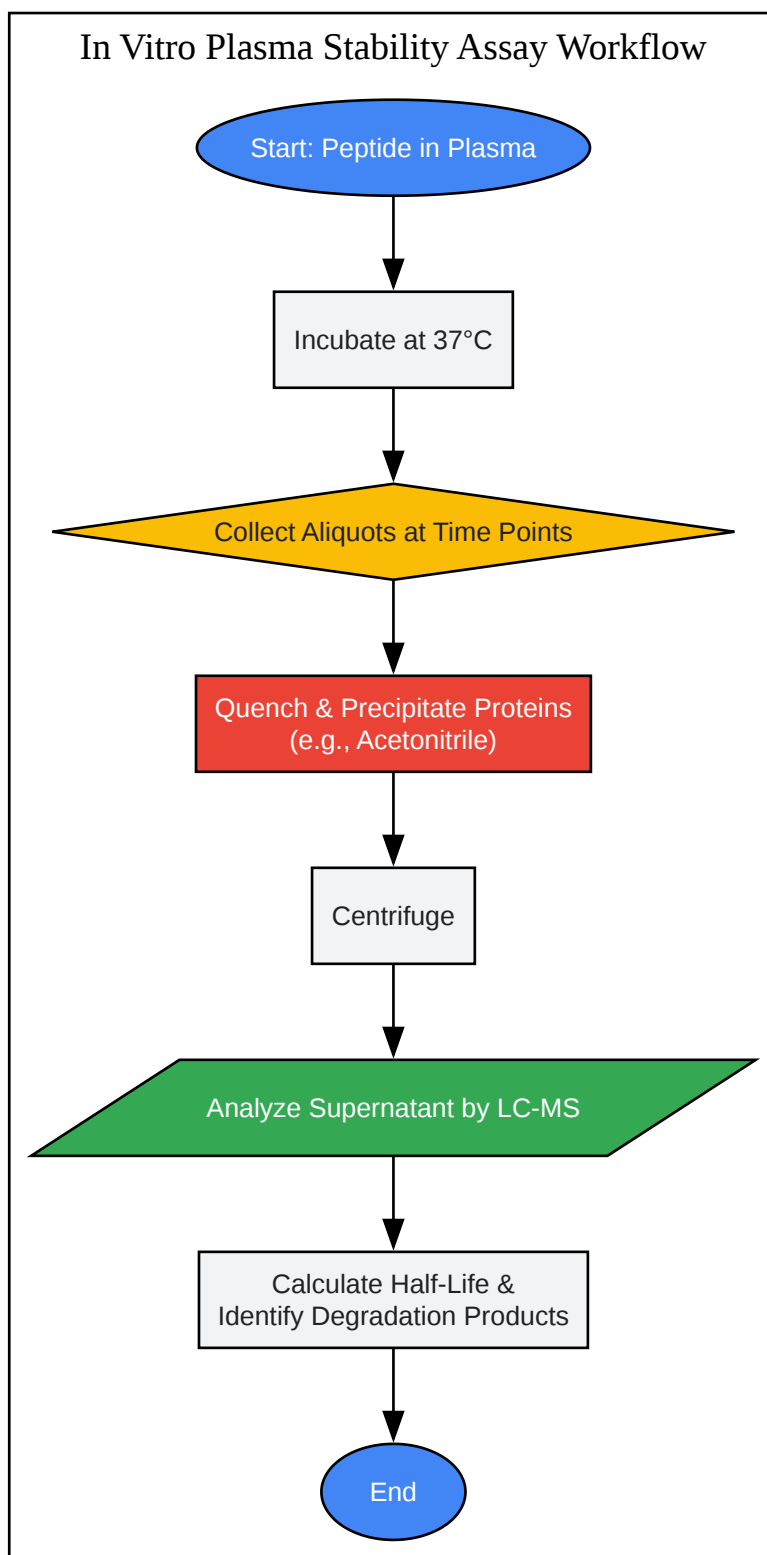 In Vitro Plasma Stability Assay Workflow
Start: Peptide in Plasma
Incubate at 37°C
Collect Aliquots at Time Points
Quench & Precipitate Proteins
(e.g., Acetonitrile)
Centrifuge
Analyze Supernatant by LC-MS
Calculate Half-Life &
Identify Degradation Products
End